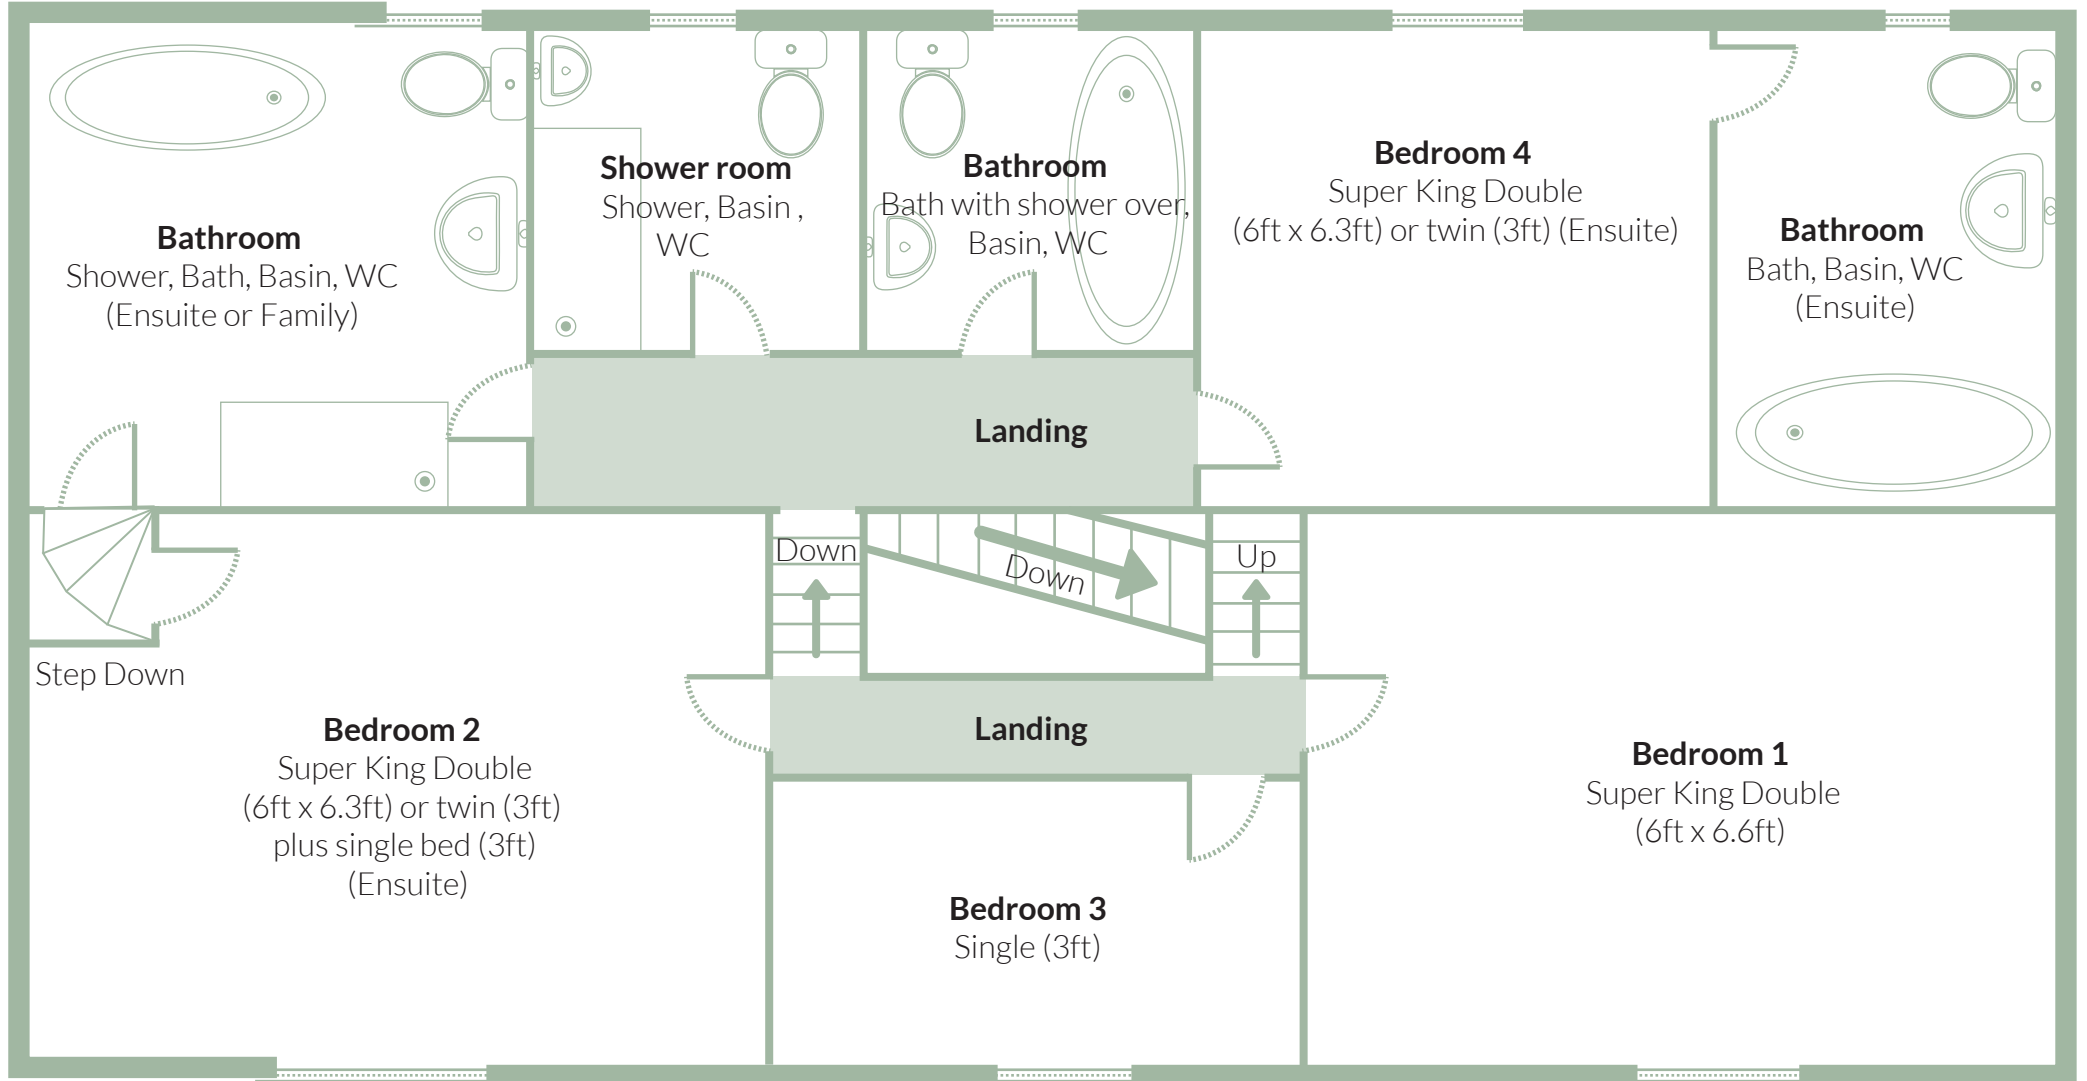 Bathroom
Shower, Bath, Basin, WC
(Ensuite or Family)
Shower room
Shower, Basin ,
WC
Bathroom
Bath with shower over,
Basin, WC
Bedroom 4
Super King Double
(6ft x 6.3ft) or twin (3ft) (Ensuite)
Bathroom
Bath, Basin, WC
(Ensuite)
Landing
Down
Down
Up
Step Down
Bedroom 2
Super King Double
(6ft x 6.3ft) or twin (3ft)
plus single bed (3ft)
(Ensuite)
Landing
Bedroom 3
Single (3ft)
Bedroom 1
Super King Double
(6ft x 6.6ft)